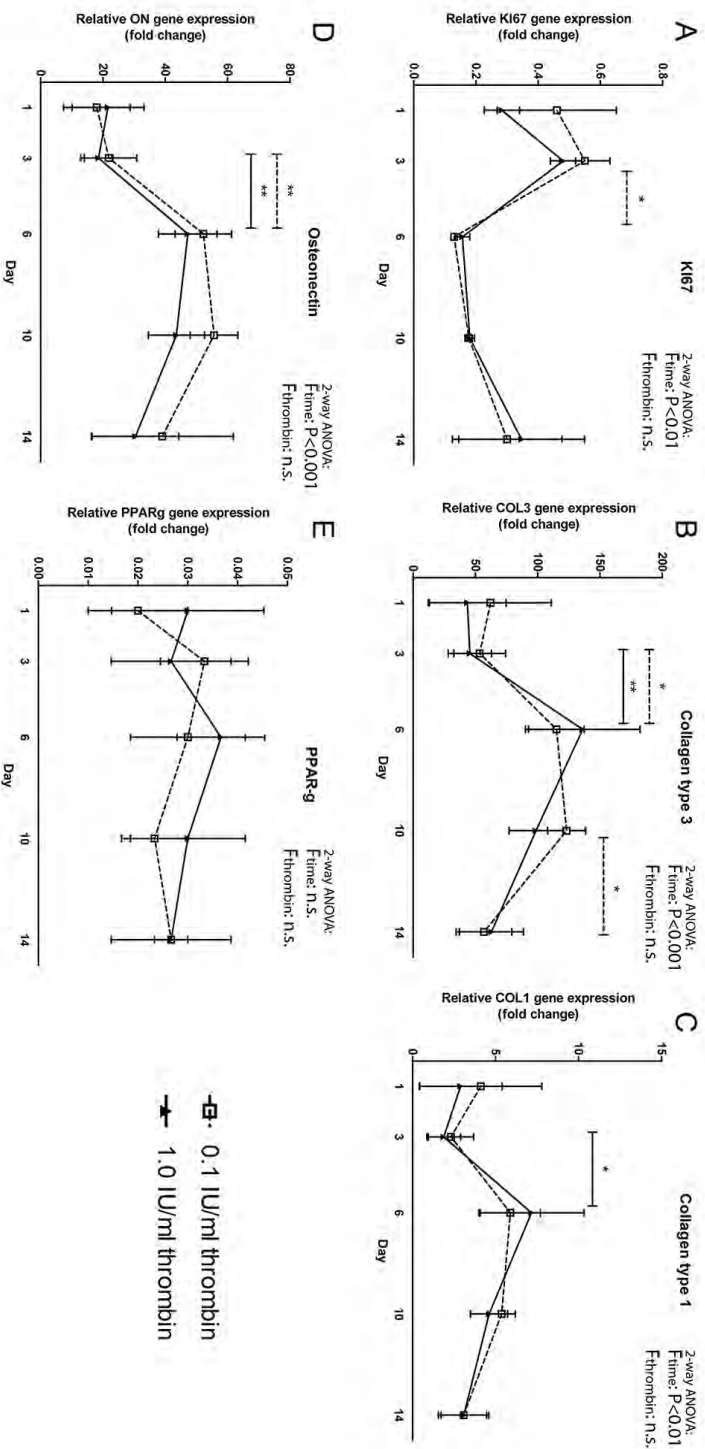 A
KI67
2-way ANOVA:
Ftime: P<0.01
Fthrombin: n.s.
Relative KI67 gene expression
(fold change)
0.8
0.6
0.4
0.2
0.0
*
1 3 6 10 14
Day
B
Collagen type 3
2-way ANOVA:
Ftime: P<0.001
Fthrombin: n.s.
Relative COL3 gene expression
(fold change)
200
150
100
50
0
*
**
*
1 3 6 10 14
Day
C
Collagen type 1
2-way ANOVA:
Ftime: P<0.01
Fthrombin: n.s.
Relative COL1 gene expression
(fold change)
15
10
5
0
*
1 3 6 10 14
Day
D
Osteonectin
2-way ANOVA:
Ftime: P<0.001
Fthrombin: n.s.
Relative ON gene expression
(fold change)
80
60
40
20
0
**
**
1 3 6 10 14
Day
E
PPAR-g
2-way ANOVA:
Ftime: n.s.
Fthrombin: n.s.
Relative PPARg gene expression
(fold change)
0.05
0.04
0.03
0.02
0.01
0.00
1 3 6 10 14
Day
0.1 IU/ml thrombin
1.0 IU/ml thrombin